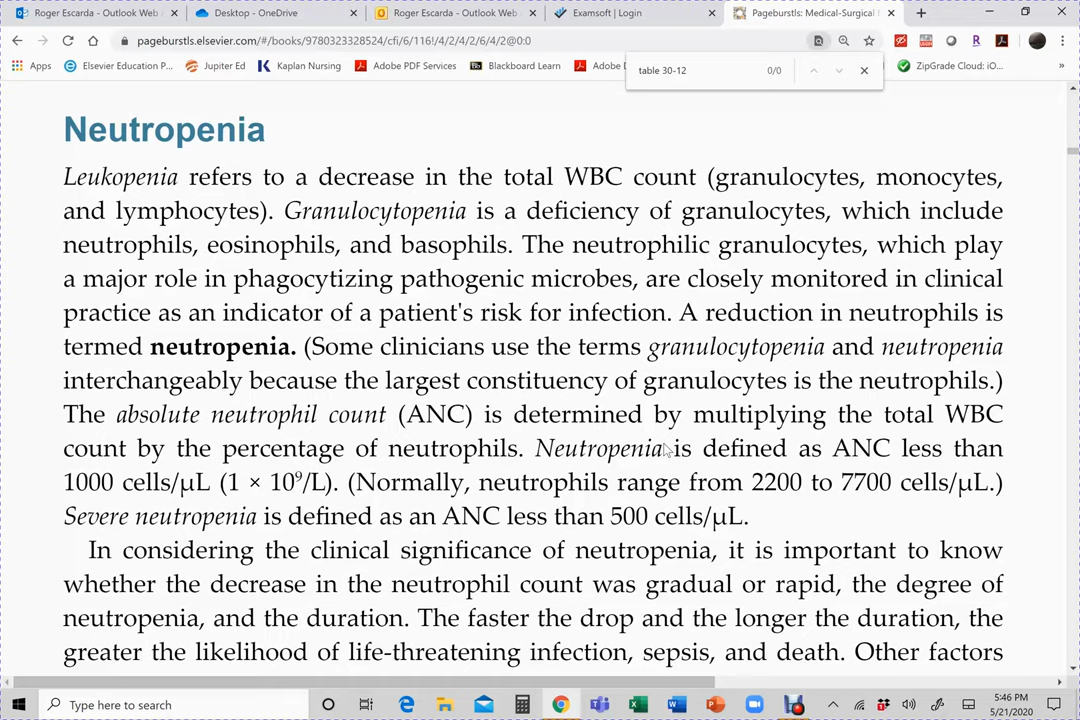 Roger Escarda - Outlook Web
Desktop - OneDrive
Roger Escarda - Outlook Web
Examsoft | Login
Pageburstls: Medical-Surgical
pageburstls.elsevier.com/#/books/9780323328524/cfi/6/116!/4/2/4/2/6/4/2@0:0
Apps
Elsevier Education P...
Jupiter Ed
Kaplan Nursing
Adobe PDF Services
Blackboard Learn
Adobe
table 30-12 0/0
ZipGrade Cloud: iO...
Neutropenia
Leukopenia refers to a decrease in the total WBC count (granulocytes, monocytes,
and lymphocytes). Granulocytopenia is a deficiency of granulocytes, which include
neutrophils, eosinophils, and basophils. The neutrophilic granulocytes, which play
a major role in phagocytizing pathogenic microbes, are closely monitored in clinical
practice as an indicator of a patient's risk for infection. A reduction in neutrophils is
termed neutropenia. (Some clinicians use the terms granulocytopenia and neutropenia
interchangeably because the largest constituency of granulocytes is the neutrophils.)
The absolute neutrophil count (ANC) is determined by multiplying the total WBC
count by the percentage of neutrophils. Neutropenia is defined as ANC less than
1000 cells/μL (1 × 10⁹/L). (Normally, neutrophils range from 2200 to 7700 cells/μL.)
Severe neutropenia is defined as an ANC less than 500 cells/μL.
In considering the clinical significance of neutropenia, it is important to know
whether the decrease in the neutrophil count was gradual or rapid, the degree of
neutropenia, and the duration. The faster the drop and the longer the duration, the
greater the likelihood of life-threatening infection, sepsis, and death. Other factors
Type here to search
5:46 PM
5/21/2020